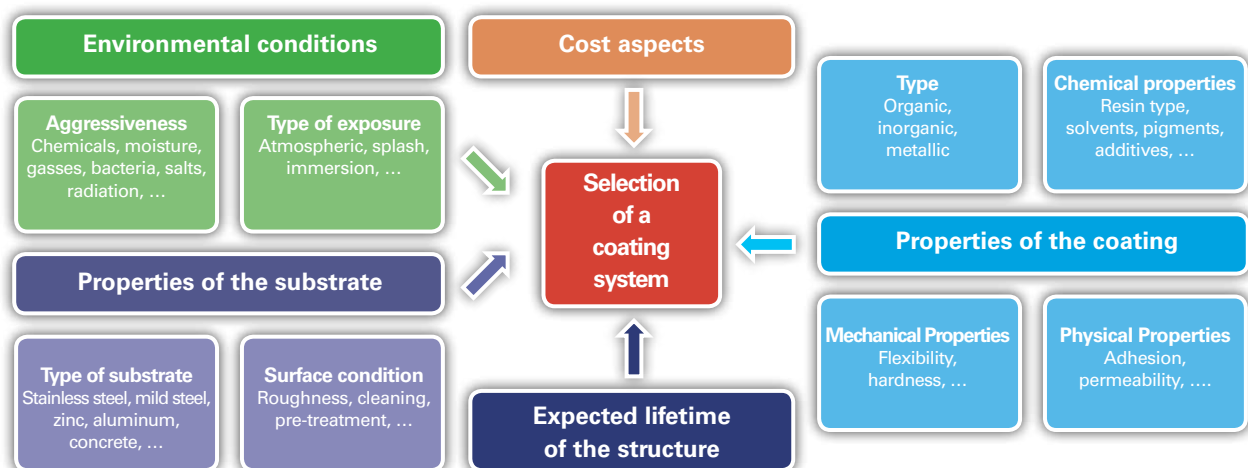 Environmental conditions
Aggressiveness
Chemicals, moisture,
gasses, bacteria, salts,
radiation, …
Type of exposure
Atmospheric, splash,
immersion, …
Properties of the substrate
Type of substrate
Stainless steel, mild steel,
zinc, aluminum,
concrete, …
Surface condition
Roughness, cleaning,
pre-treatment, …
Cost aspects
Selection
of a
coating
system
Expected lifetime
of the structure
Type
Organic,
inorganic,
metallic
Chemical properties
Resin type,
solvents, pigments,
additives, …
Properties of the coating
Mechanical Properties
Flexibility,
hardness, …
Physical Properties
Adhesion,
permeability, ….